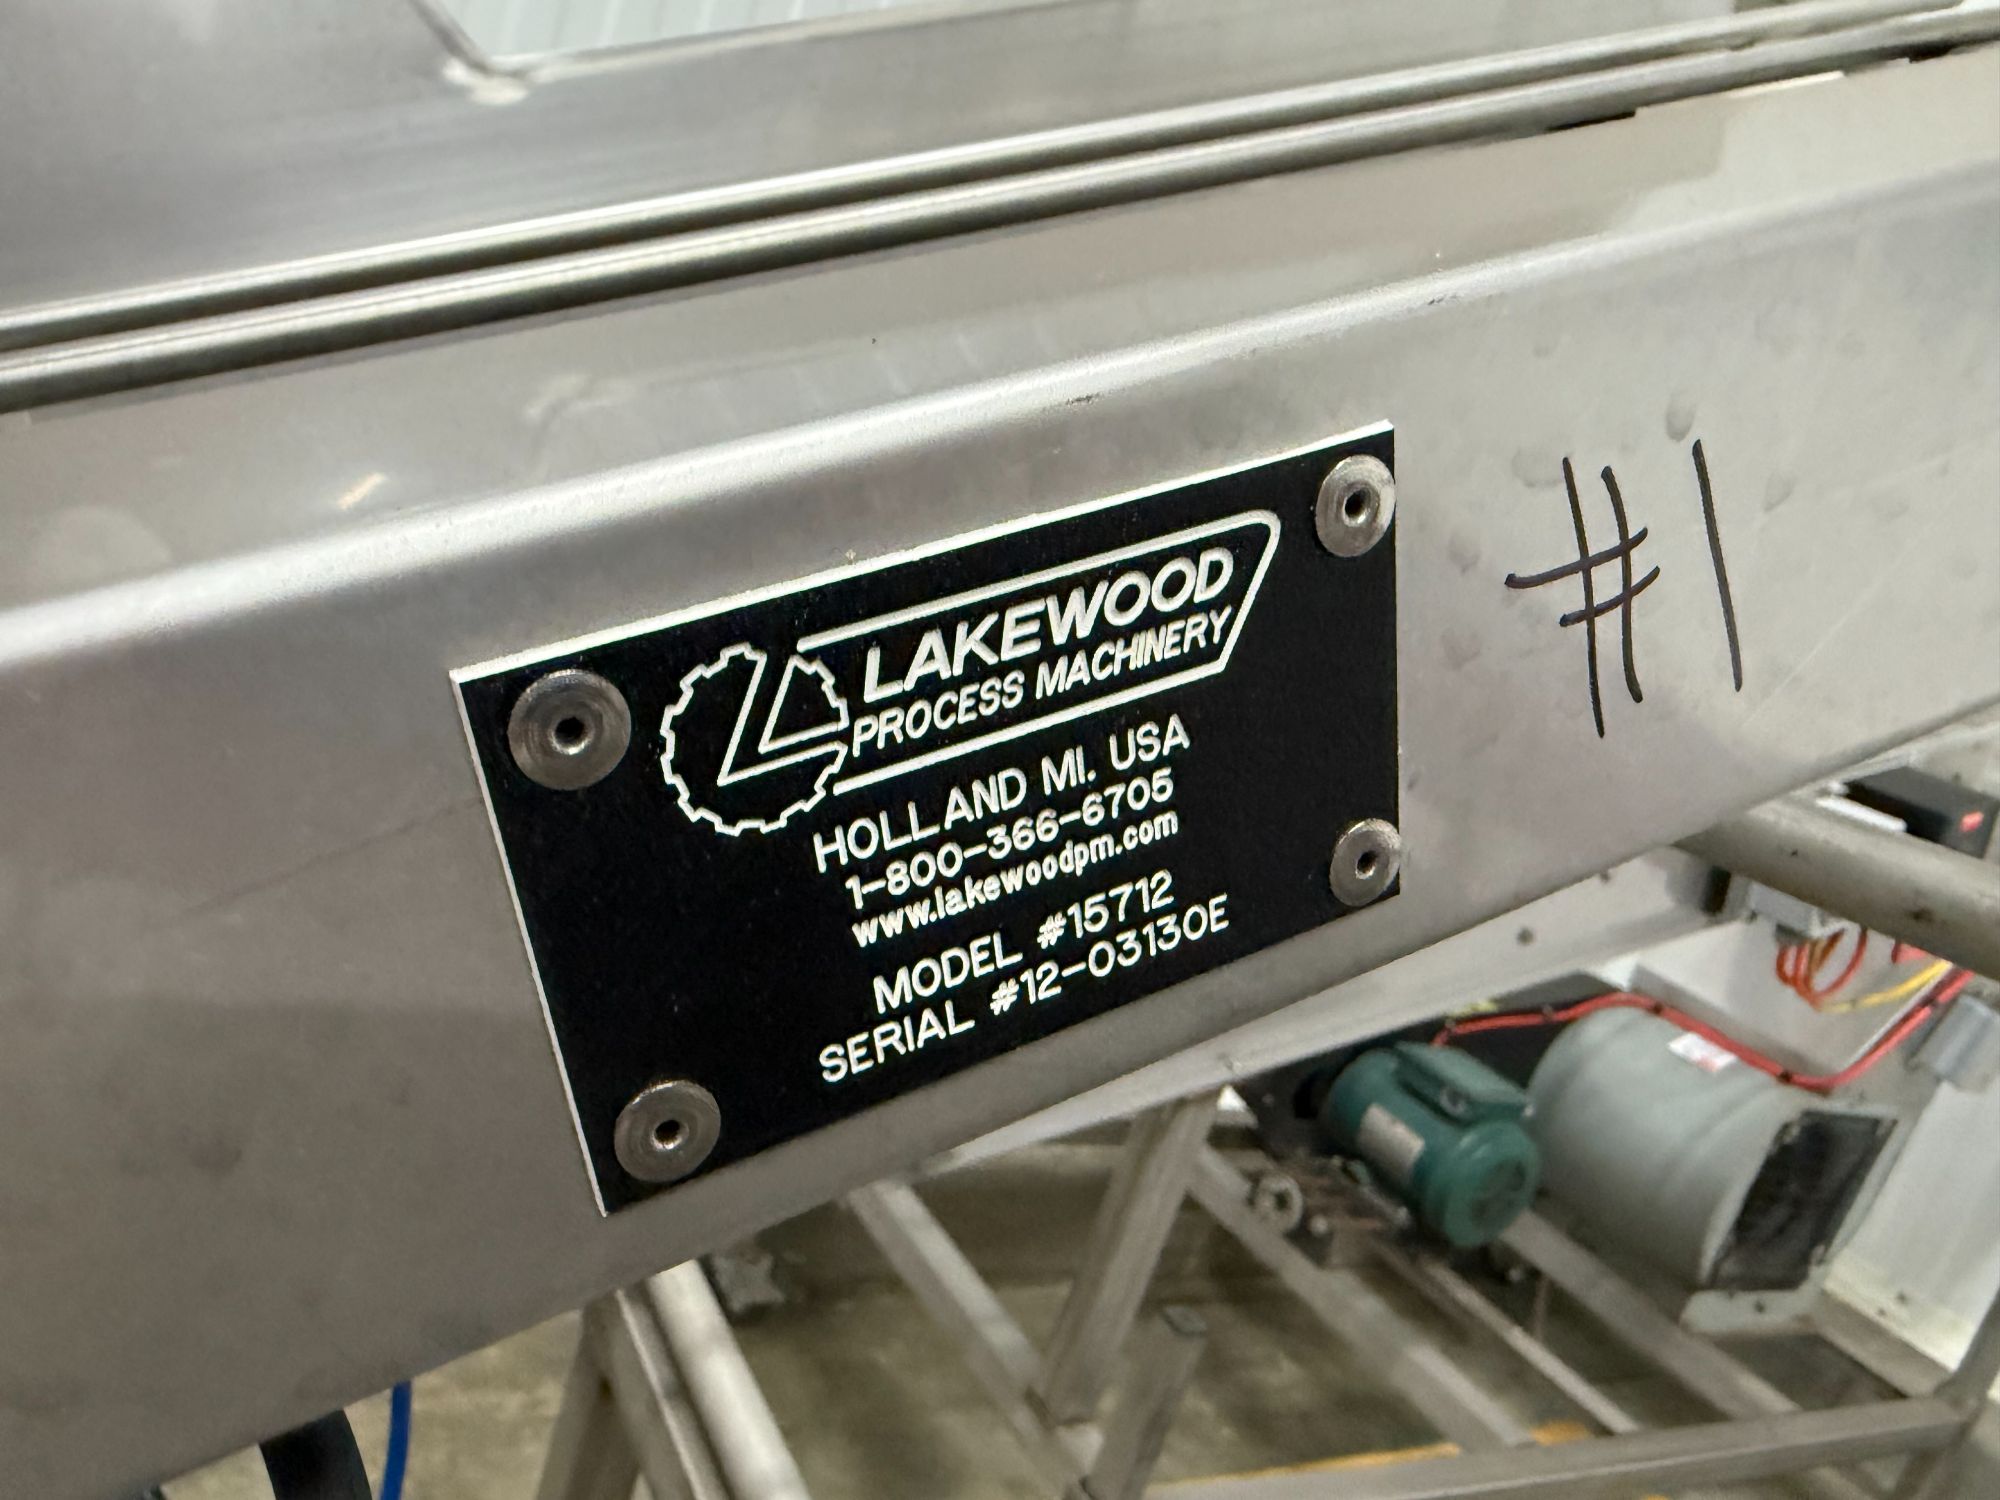 LAKEWOOD
PROCESS MACHINERY
HOLLAND MI. USA
1-800-366-6705
www.lakewoodpm.com
MODEL #15712
SERIAL #12-03130E
#1